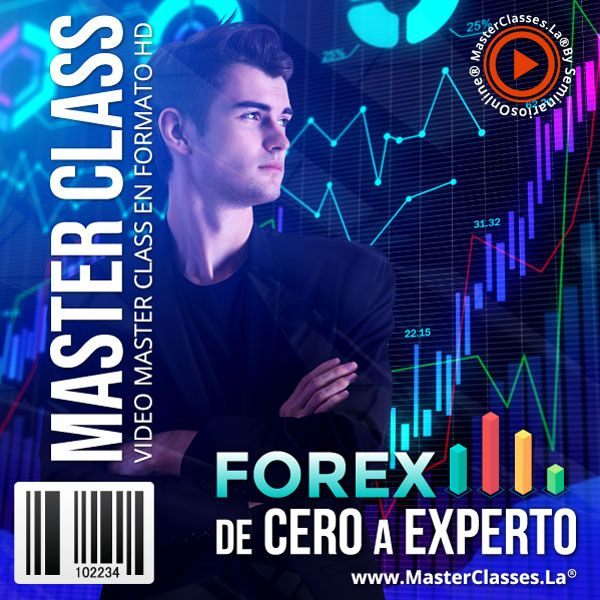 MASTER CLASS
VIDEO MASTER CLASS EN FORMATO HD
MasterClasses.La® By SeminariosOnline®
25%
25%
31.32
22.15
FOREX
DE CERO A EXPERTO
102234
www.MasterClasses.La®